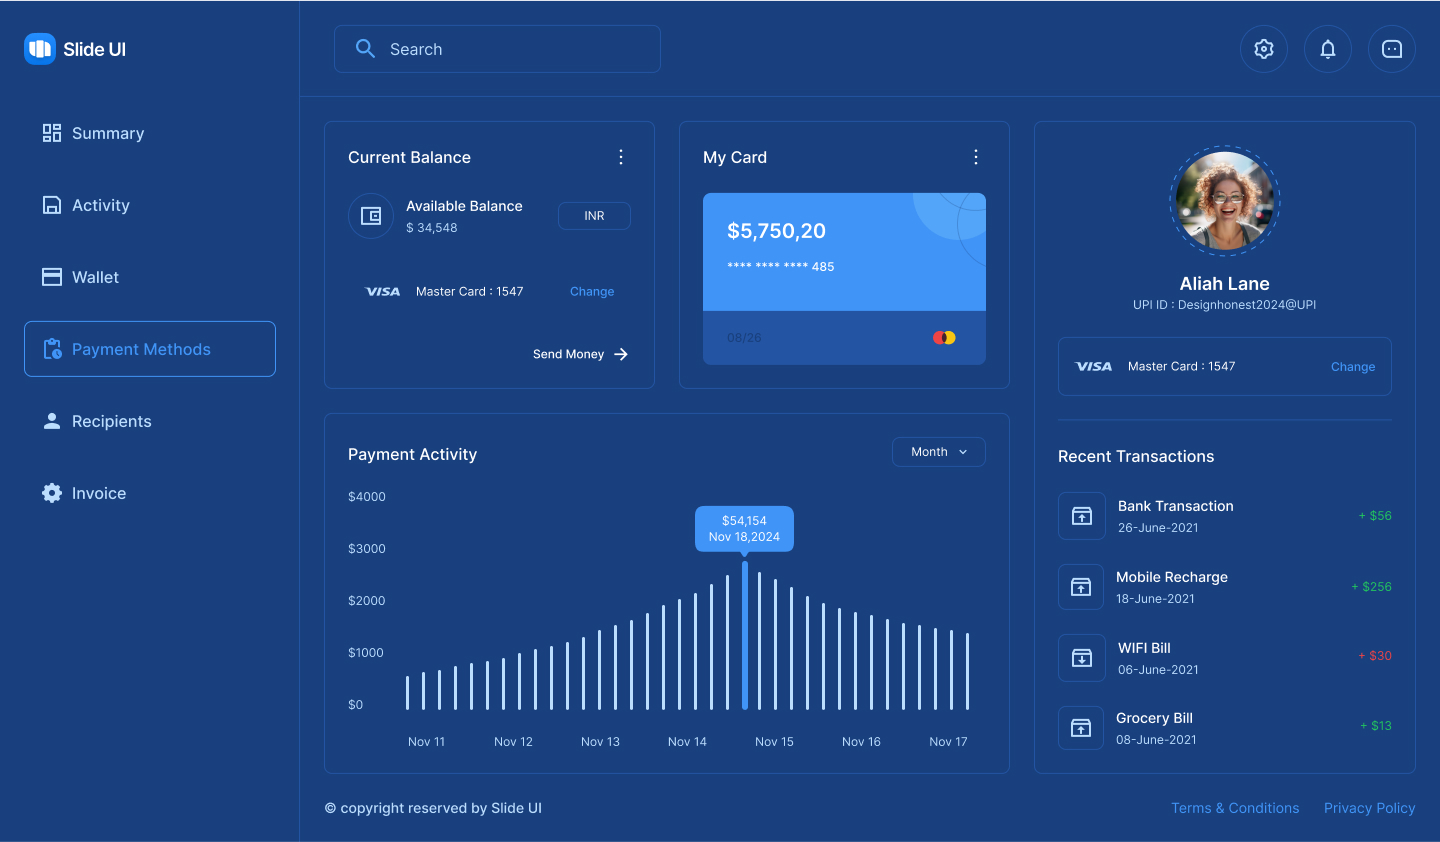 Slide UI
Search
Summary
Activity
Wallet
Payment Methods
Recipients
Invoice
Current Balance
Available Balance
$ 34,548
INR
VISA
Master Card : 1547
Change
Send Money
My Card
$5,750,20
**** **** **** 485
08/26
Payment Activity
Month
$4000
$3000
$2000
$1000
$0
$54,154
Nov 18,2024
Nov 11
Nov 12
Nov 13
Nov 14
Nov 15
Nov 16
Nov 17
Aliah Lane
UPI ID : Designhonest2024@UPI
VISA
Master Card : 1547
Change
Recent Transactions
Bank Transaction
26-June-2021
+ $56
Mobile Recharge
18-June-2021
+ $256
WIFI Bill
06-June-2021
+ $30
Grocery Bill
08-June-2021
+ $13
© copyright reserved by Slide UI
Terms & Conditions
Privacy Policy